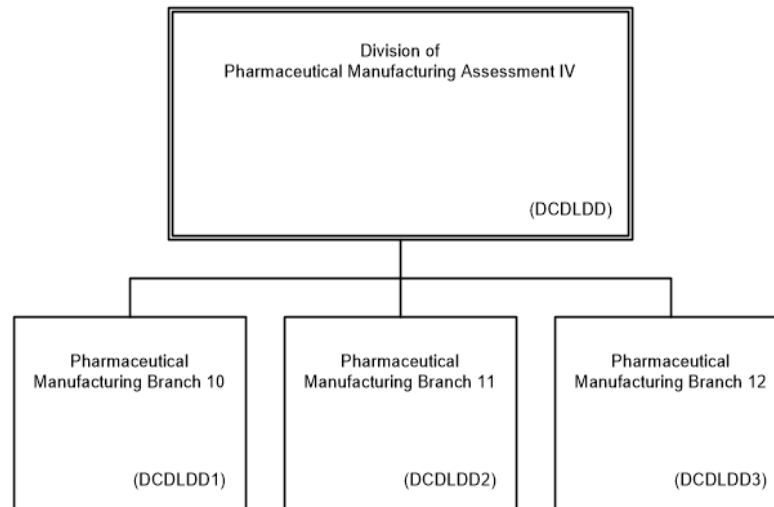 Division of
Pharmaceutical Manufacturing Assessment IV
(DCDLDD)
Pharmaceutical
Manufacturing Branch 10
(DCDLDD1)
Pharmaceutical
Manufacturing Branch 11
(DCDLDD2)
Pharmaceutical
Manufacturing Branch 12
(DCDLDD3)